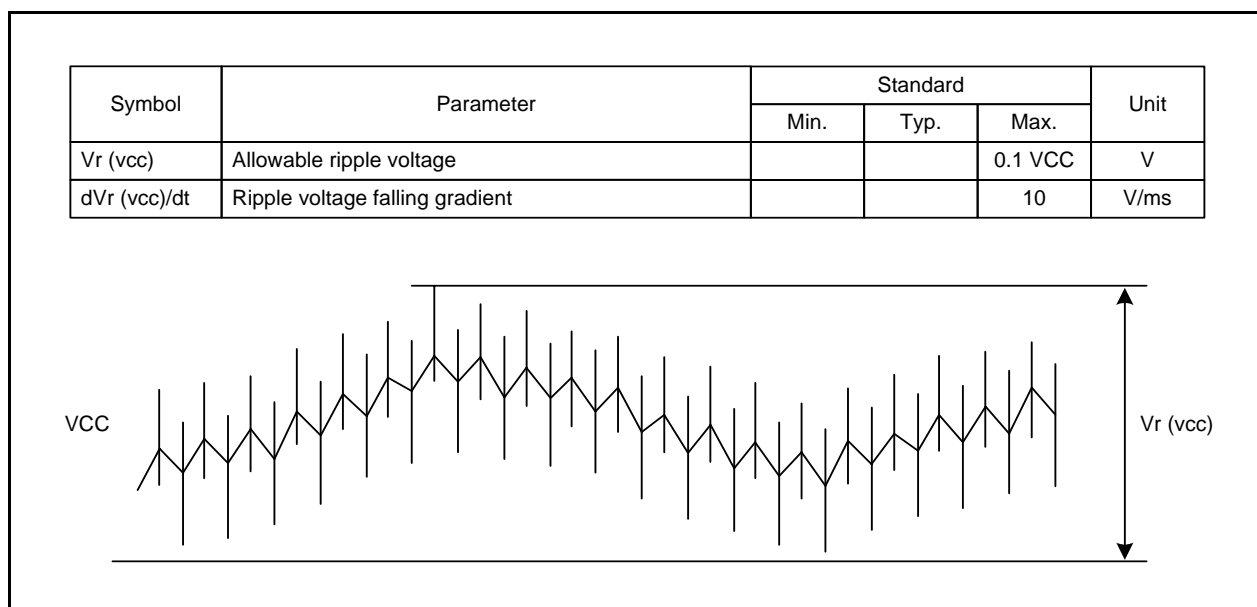 Symbol Parameter Standard Unit
Min. Typ. Max.
Vr (vcc) Allowable ripple voltage 0.1 VCC V
dVr (vcc)/dt Ripple voltage falling gradient 10 V/ms
VCC
Vr (vcc)